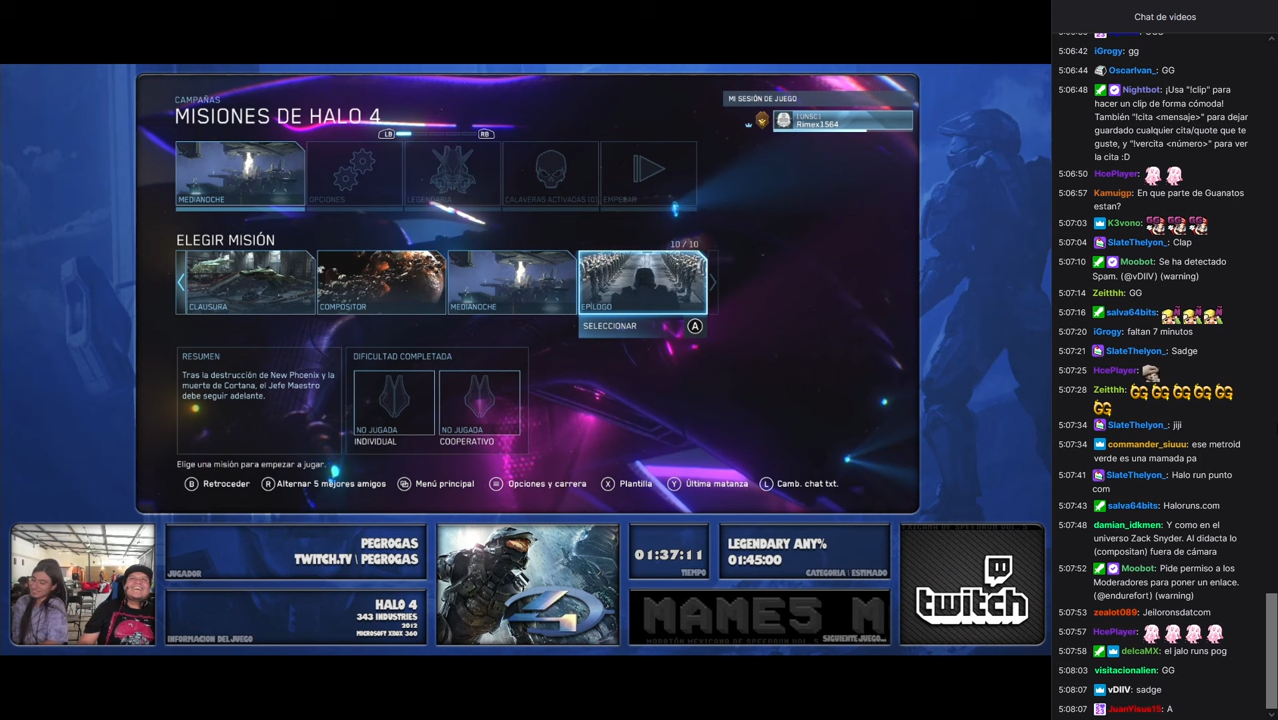 CAMPAÑAS
MISIONES DE HALO 4
MI SESIÓN DE JUEGO
[UNSC]
Rimex1564
LB
RB
MEDIANOCHE
OPCIONES
LEGENDARIA
CALAVERAS ACTIVADAS (0)
EMPEZAR
ELEGIR MISIÓN
10 / 10
CLAUSURA
COMPOSITOR
MEDIANOCHE
EPÍLOGO
SELECCIONAR
A
RESUMEN
Tras la destrucción de New Phoenix y la
muerte de Cortana, el Jefe Maestro
debe seguir adelante.
DIFICULTAD COMPLETADA
NO JUGADA
NO JUGADA
INDIVIDUAL
COOPERATIVO
Elige una misión para empezar a jugar.
B Retroceder
R Alternar 5 mejores amigos
Menú principal
Opciones y carrera
X Plantilla
Y Última matanza
L Camb. chat txt.
PEGROGAS
TWITCH.TV \ PEGROGAS
JUGADOR
HALO 4
343 INDUSTRIES
2012
MICROSOFT XBOX 360
INFORMACION DEL JUEGO
4
01:37:11
TIEMPO
LEGENDARY ANY%
01:45:00
CATEGORIA | ESTIMADO
MAME5 M
SIGUIENTE JUEGO...
twitch
Chat de videos
5:06:42 iGrogy: gg
5:06:44 OscarIvan_: GG
5:06:48 Nightbot: ¡Usa "!clip" para
hacer un clip de forma cómoda!
También "!cita <mensaje>" para dejar
guardado cualquier cita/quote que te
guste, y "!vercita <número>" para ver
la cita :D
5:06:50 HcePlayer:
5:06:57 Kamuigp: En que parte de Guanatos
estan?
5:07:03 K3vono:
5:07:04 SlateThelyon_: Clap
5:07:10 Moobot: Se ha detectado
Spam. (@vDIIV) (warning)
5:07:14 Zeitthh: GG
5:07:16 salva64bits:
5:07:20 iGrogy: faltan 7 minutos
5:07:21 SlateThelyon_: Sadge
5:07:25 HcePlayer:
5:07:28 Zeitthh: GG GG GG GG GG
GG
5:07:34 SlateThelyon_: jiji
5:07:34 commander_siuuu: ese metroid
verde es una mamada pa
5:07:41 SlateThelyon_: Halo run punto
com
5:07:43 salva64bits: Haloruns.com
5:07:48 damian_idkmen: Y como en el
universo Zack Snyder. Al didacta lo
(compositan) fuera de cámara
5:07:52 Moobot: Pide permiso a los
Moderadores para poner un enlace.
(@endurefort) (warning)
5:07:53 zealot089: Jeiloronsdatcom
5:07:57 HcePlayer:
5:07:58 delcaMX: el jalo runs pog
5:08:03 visitacionalien: GG
5:08:07 vDIIV: sadge
5:08:07 JuanYisus15: A